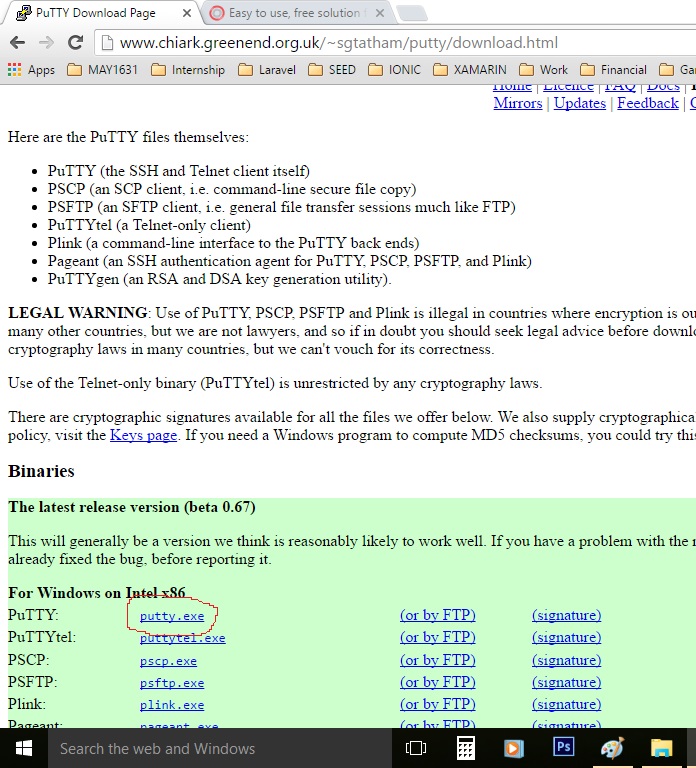 PuTTY Download Page
Easy to use, free solution
www.chiark.greenend.org.uk/~sgtatham/putty/download.html
Apps MAY1631 Internship Laravel SEED IONIC XAMARIN Work Financial Ga
Home | Licence | FAQ | Docs |
Mirrors | Updates | Feedback |
Here are the PuTTY files themselves:
• PuTTY (the SSH and Telnet client itself)
• PSCP (an SCP client, i.e. command-line secure file copy)
• PSFTP (an SFTP client, i.e. general file transfer sessions much like FTP)
• PuTTYtel (a Telnet-only client)
• Plink (a command-line interface to the PuTTY back ends)
• Pageant (an SSH authentication agent for PuTTY, PSCP, PSFTP, and Plink)
• PuTTYgen (an RSA and DSA key generation utility).
LEGAL WARNING: Use of PuTTY, PSCP, PSFTP and Plink is illegal in countries where encryption is ou
many other countries, but we are not lawyers, and so if in doubt you should seek legal advice before downl
cryptography laws in many countries, but we can't vouch for its correctness.
Use of the Telnet-only binary (PuTTYtel) is unrestricted by any cryptography laws.
There are cryptographic signatures available for all the files we offer below. We also supply cryptographica
policy, visit the Keys page. If you need a Windows program to compute MD5 checksums, you could try this
Binaries
The latest release version (beta 0.67)
This will generally be a version we think is reasonably likely to work well. If you have a problem with the r
already fixed the bug, before reporting it.
For Windows on Intel x86
PuTTY: putty.exe (or by FTP) (signature)
PuTTYtel: puttytel.exe (or by FTP) (signature)
PSCP: pscp.exe (or by FTP) (signature)
PSFTP: psftp.exe (or by FTP) (signature)
Plink: plink.exe (or by FTP) (signature)
Pageant: pageant.exe (or by FTP) (signature)
Search the web and Windows
Ps